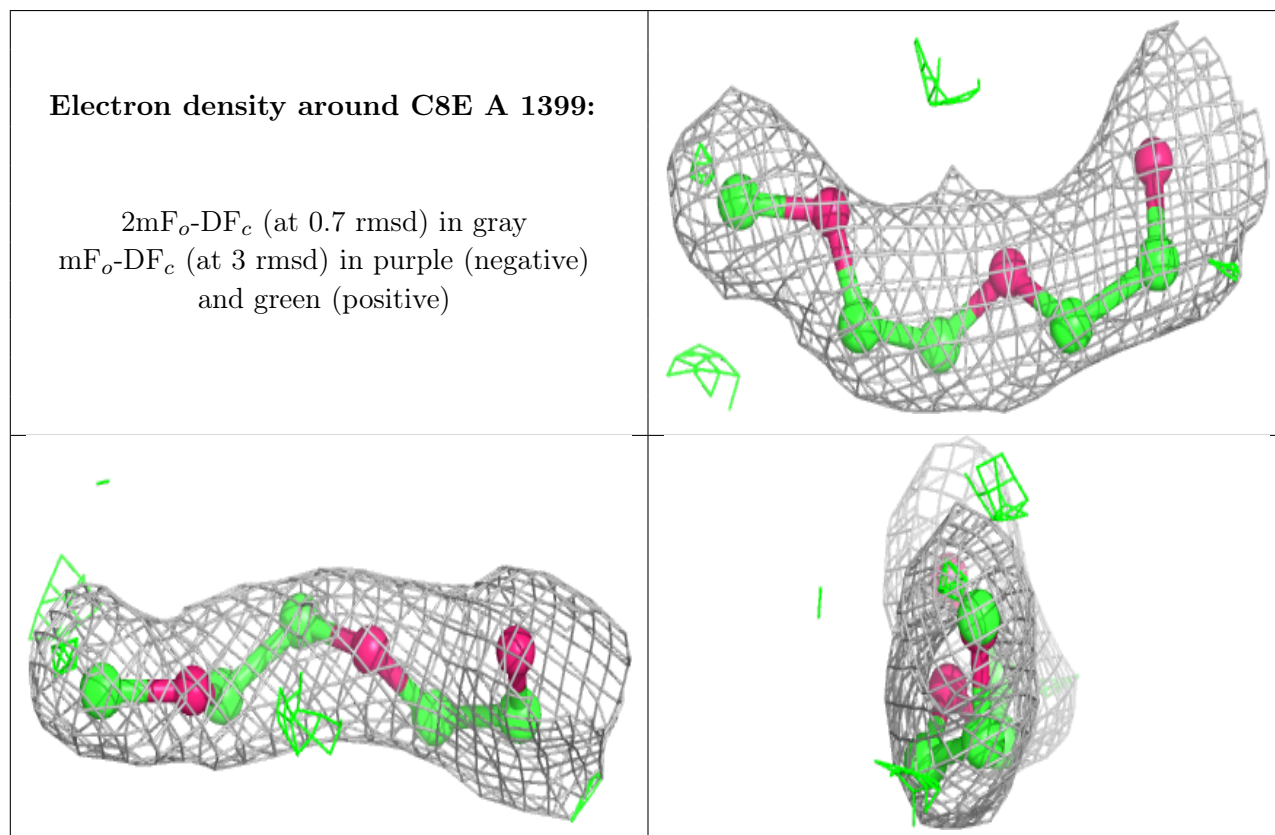 Electron density around C8E A 1399:
2mFo-DFc (at 0.7 rmsd) in gray
mFo-DFc (at 3 rmsd) in purple (negative)
and green (positive)